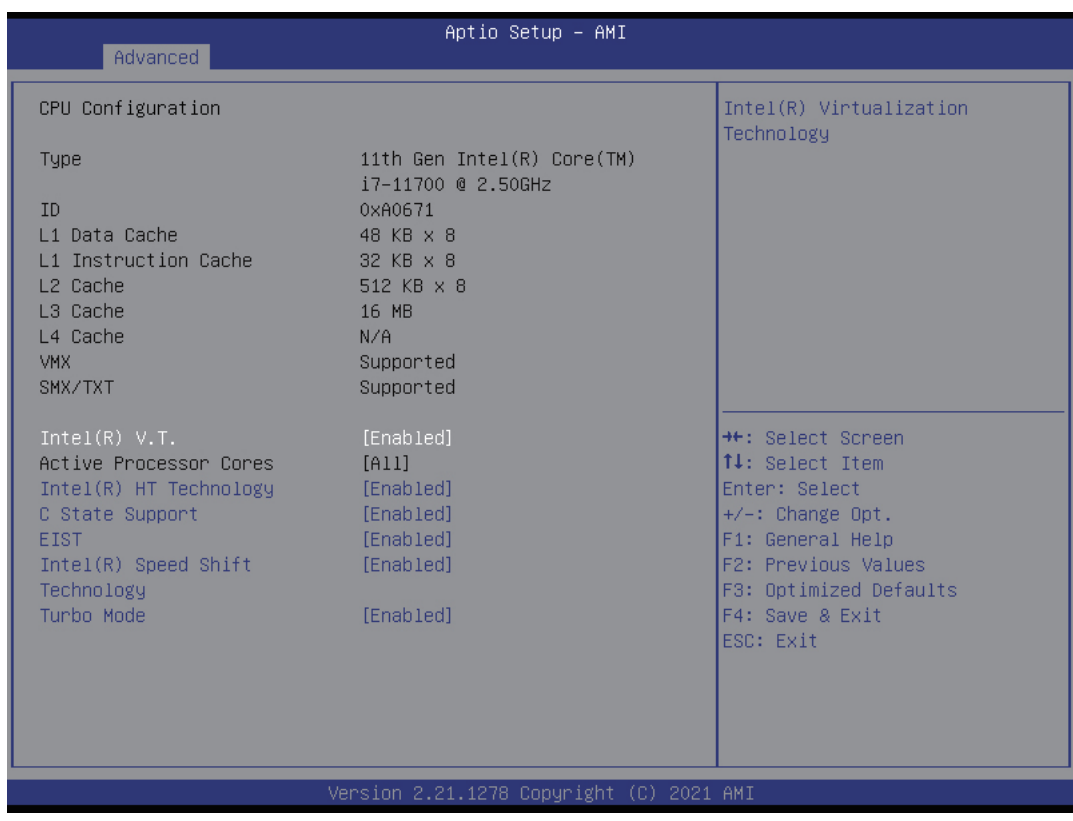 Aptio Setup – AMI
Advanced
CPU Configuration
Type 11th Gen Intel(R) Core(TM)
i7-11700 @ 2.50GHz
ID 0xA0671
L1 Data Cache 48 KB x 8
L1 Instruction Cache 32 KB x 8
L2 Cache 512 KB x 8
L3 Cache 16 MB
L4 Cache N/A
VMX Supported
SMX/TXT Supported
Intel(R) V.T. [Enabled]
Active Processor Cores [All]
Intel(R) HT Technology [Enabled]
C State Support [Enabled]
EIST [Enabled]
Intel(R) Speed Shift [Enabled]
Technology
Turbo Mode [Enabled]
Intel(R) Virtualization
Technology
→←: Select Screen
↑↓: Select Item
Enter: Select
+/-: Change Opt.
F1: General Help
F2: Previous Values
F3: Optimized Defaults
F4: Save & Exit
ESC: Exit
Version 2.21.1278 Copyright (C) 2021 AMI